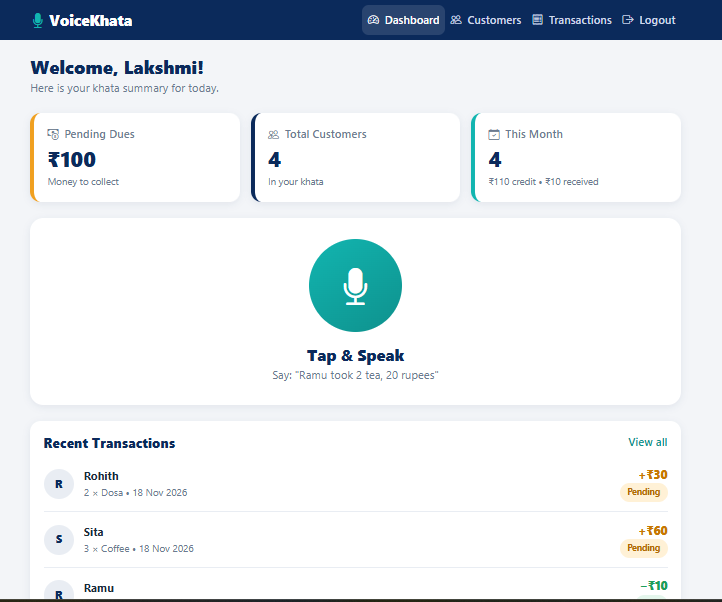 VoiceKhata
Dashboard Customers Transactions Logout
Welcome, Lakshmi!
Here is your khata summary for today.
Pending Dues
₹100
Money to collect
Total Customers
4
In your khata
This Month
4
₹110 credit • ₹10 received
Tap & Speak
Say: "Ramu took 2 tea, 20 rupees"
Recent Transactions View all
R Rohith +₹30
2 × Dosa • 18 Nov 2026 Pending
S Sita +₹60
3 × Coffee • 18 Nov 2026 Pending
R Ramu −₹10